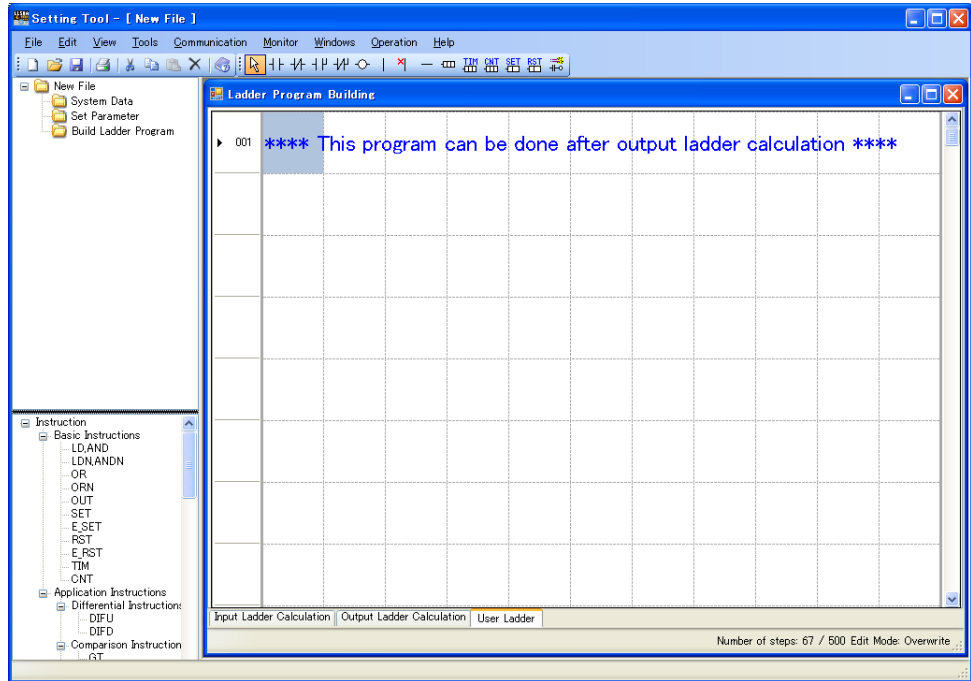 Setting Tool - [ New File ]
File Edit View Tools Communication Monitor Windows Operation Help
TIM CNT SET RST
New File
System Data
Set Parameter
Build Ladder Program
Ladder Program Building
001 **** This program can be done after output ladder calculation ****
Instruction
Basic Instructions
LD,AND
LDN,ANDN
OR
ORN
OUT
SET
E_SET
RST
E_RST
TIM
CNT
Application Instructions
Differential Instructions
DIFU
DIFD
Comparison Instruction
GT
Input Ladder Calculation Output Ladder Calculation User Ladder
Number of steps: 67 / 500 Edit Mode: Overwrite